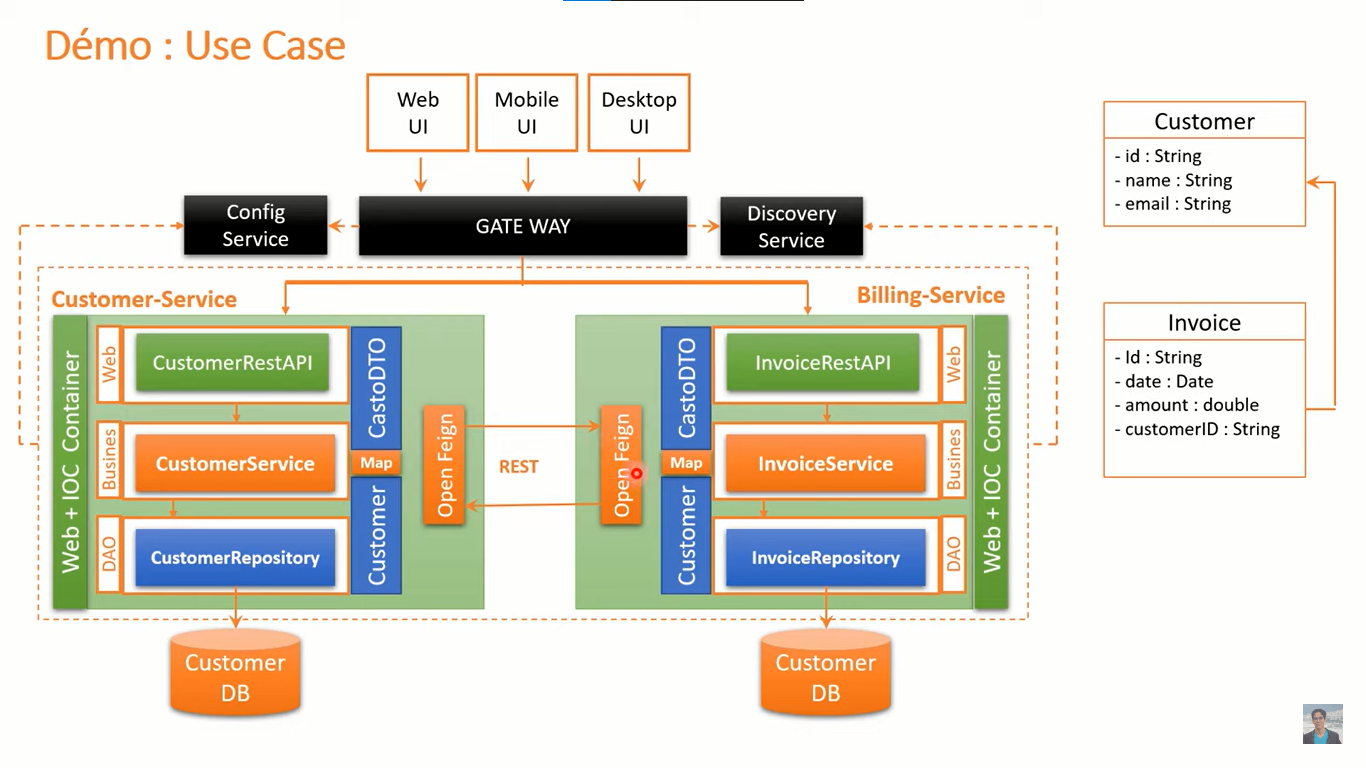 Démo : Use Case
Web
UI
Mobile
UI
Desktop
UI
Config
Service
GATE WAY
Discovery
Service
Customer
- id : String
- name : String
- email : String
Invoice
- Id : String
- date : Date
- amount : double
- customerID : String
Customer-Service
Web + IOC Container
Web
CustomerRestAPI
CastoDTO
Busines
CustomerService
Map
DAO
CustomerRepository
Customer
Open Feign
REST
Billing-Service
Open Feign
CastoDTO
InvoiceRestAPI
Web
Map
InvoiceService
Busines
Customer
InvoiceRepository
DAO
Web + IOC Container
Customer
DB
Customer
DB